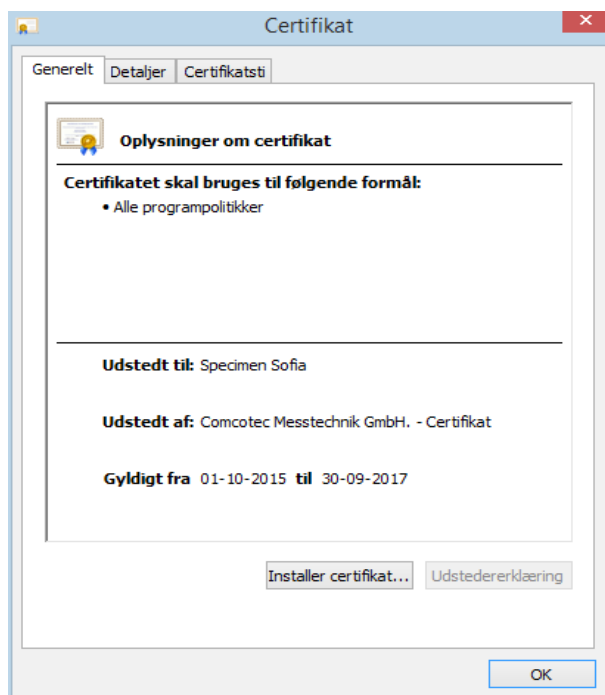 Certifikat
Generelt Detaljer Certifikatsti
Oplysninger om certifikat
Certifikatet skal bruges til følgende formål:
• Alle programpolitikker
Udstedt til: Specimen Sofia
Udstedt af: Comcotec Messtechnik GmbH. - Certifikat
Gyldigt fra 01-10-2015 til 30-09-2017
Installer certifikat... Udstedererklæring
OK